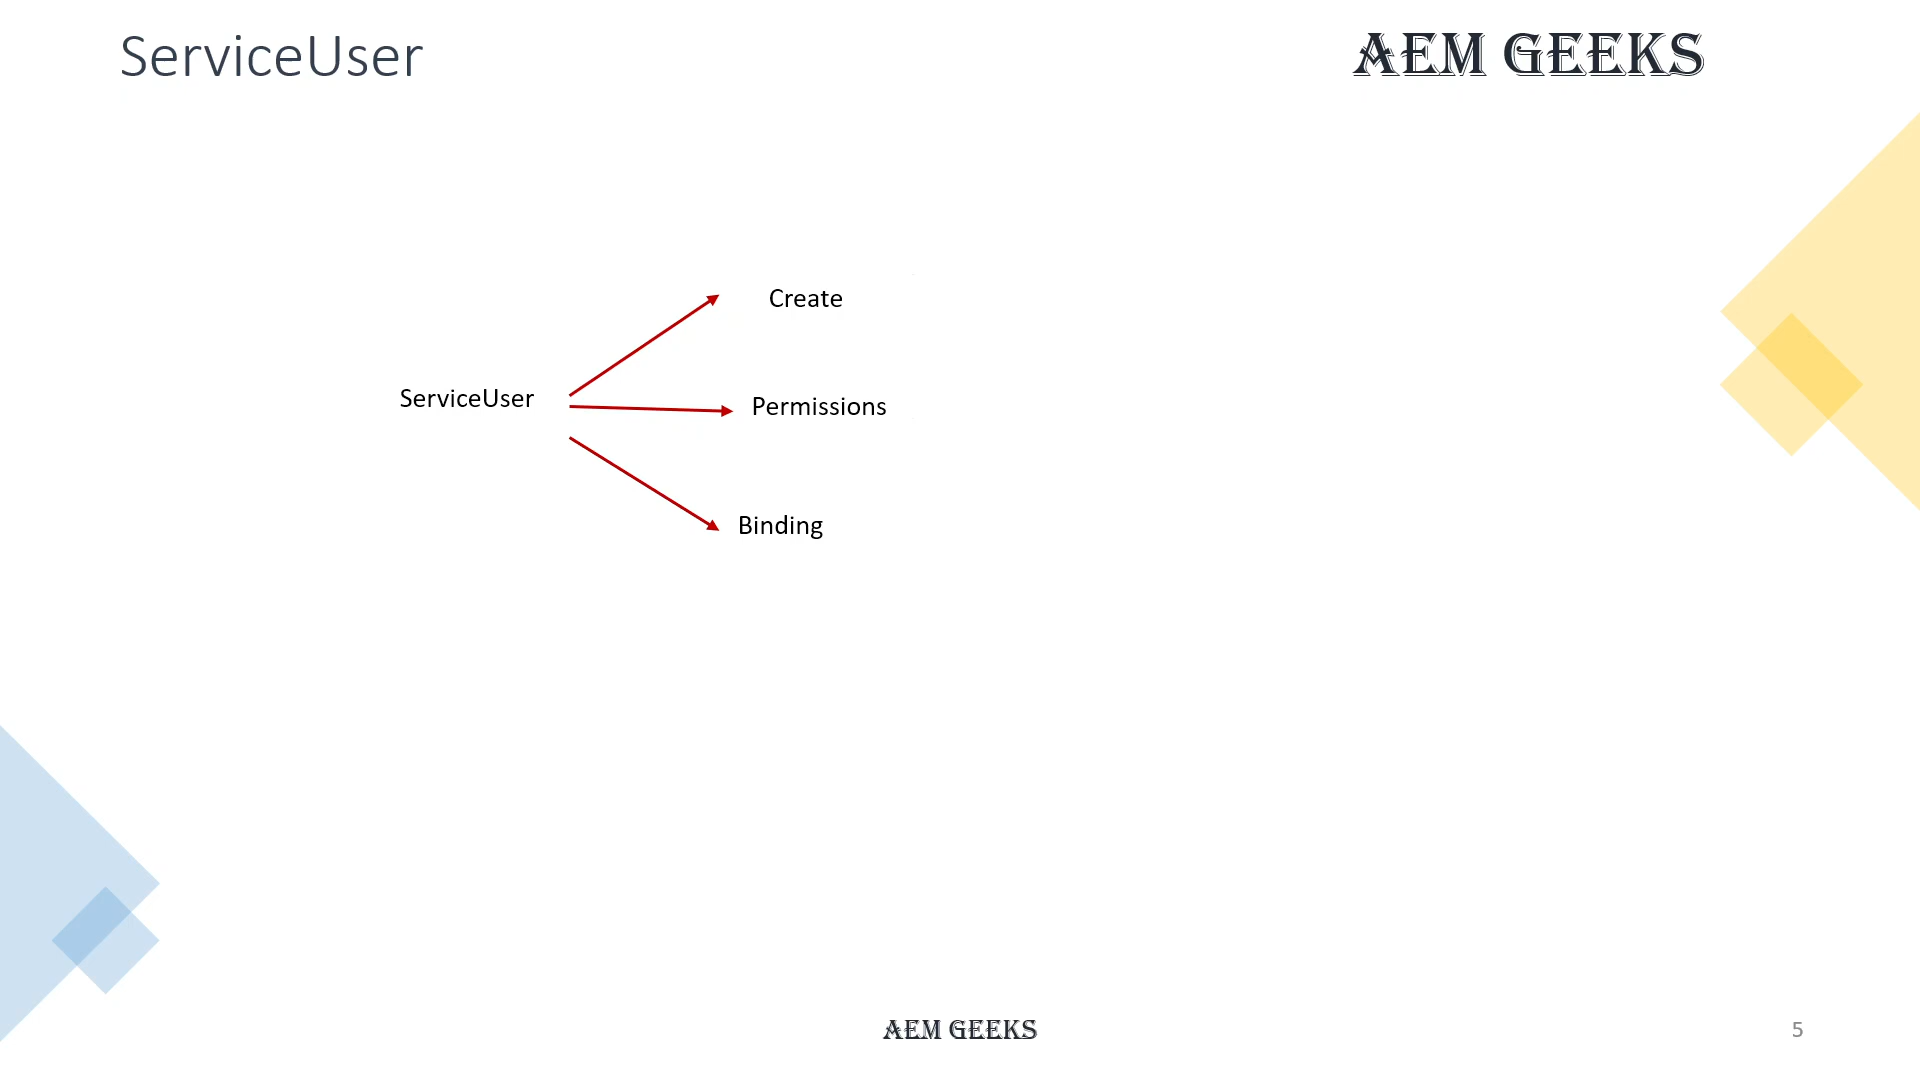 ServiceUser
AEM GEEKS
Create
ServiceUser
Permissions
Binding
AEM GEEKS
5